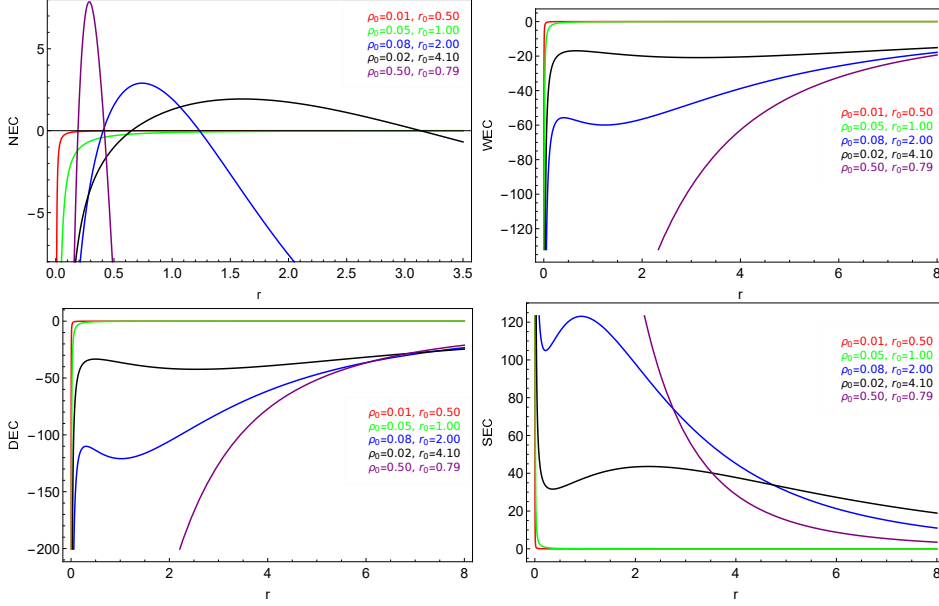 ρ₀=0.01, r₀=0.50
ρ₀=0.05, r₀=1.00
ρ₀=0.08, r₀=2.00
ρ₀=0.02, r₀=4.10
ρ₀=0.50, r₀=0.79
5
0
-5
NEC
0.0 0.5 1.0 1.5 2.0 2.5 3.0 3.5
r
0
-20
-40
-60
-80
-100
-120
WEC
ρ₀=0.01, r₀=0.50
ρ₀=0.05, r₀=1.00
ρ₀=0.08, r₀=2.00
ρ₀=0.02, r₀=4.10
ρ₀=0.50, r₀=0.79
0 2 4 6 8
r
0
-50
-100
-150
-200
DEC
ρ₀=0.01, r₀=0.50
ρ₀=0.05, r₀=1.00
ρ₀=0.08, r₀=2.00
ρ₀=0.02, r₀=4.10
ρ₀=0.50, r₀=0.79
0 2 4 6 8
r
120
100
80
60
40
20
0
SEC
ρ₀=0.01, r₀=0.50
ρ₀=0.05, r₀=1.00
ρ₀=0.08, r₀=2.00
ρ₀=0.02, r₀=4.10
ρ₀=0.50, r₀=0.79
0 2 4 6 8
r